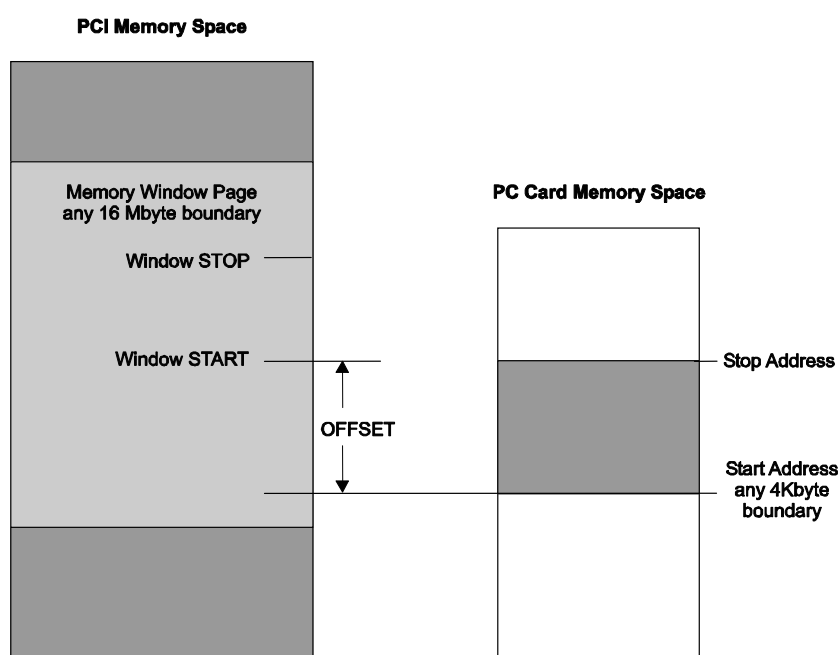 PCI Memory Space
Memory Window Page
any 16 Mbyte boundary
Window STOP
Window START
OFFSET
PC Card Memory Space
Stop Address
Start Address
any 4Kbyte
boundary